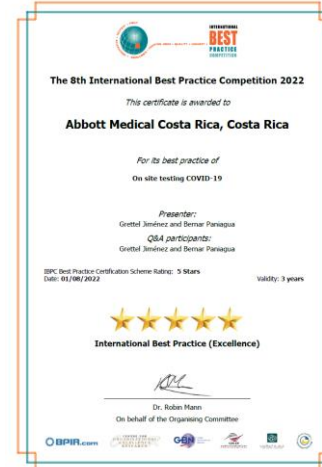 INTERNATIONAL
BEST
PRACTICE
COMPETITION
The 8th International Best Practice Competition 2022
This certificate is awarded to
Abbott Medical Costa Rica, Costa Rica
For its best practice of
On site testing COVID-19
Presenter:
Grettel Jiménez and Bernar Paniagua
Q&A participants:
Grettel Jiménez and Bernar Paniagua
IBPC Best Practice Certification Scheme Rating: 5 Stars
Date: 01/08/2022 Validity: 3 years
International Best Practice (Excellence)
Dr. Robin Mann
On behalf of the Organising Committee
BPIR.com
GBN